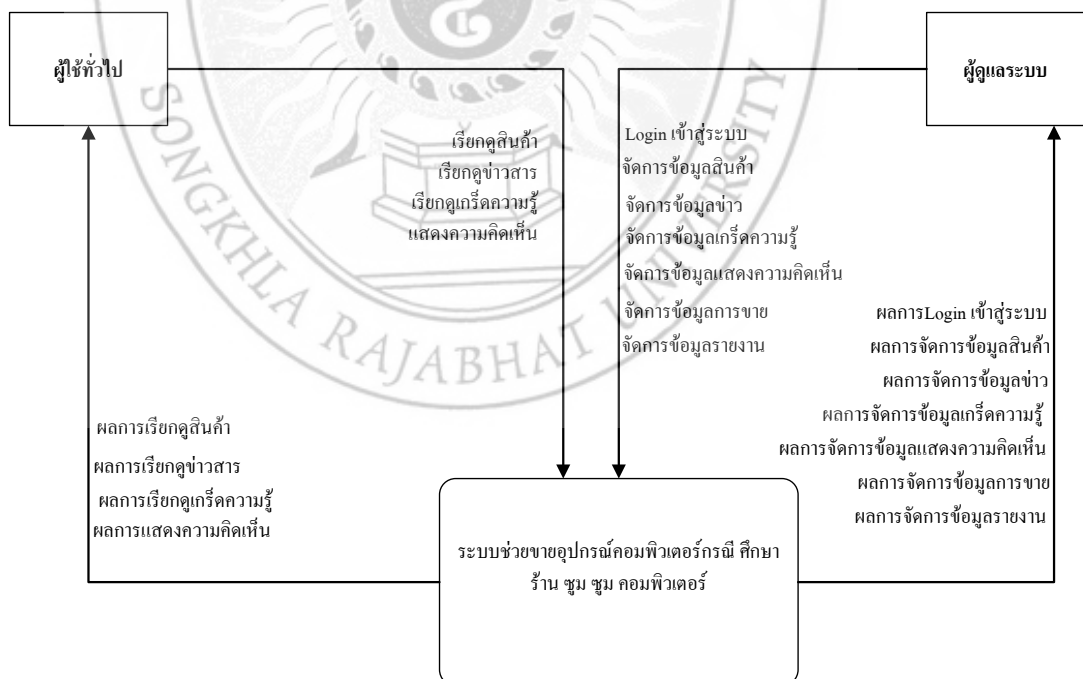 ผู้ใช้ทั่วไป
ผู้ดูแลระบบ
เรียกดูสินค้า
เรียกดูข่าวสาร
เรียกดูเกร็ดความรู้
แสดงความคิดเห็น
Login เข้าสู่ระบบ
จัดการข้อมูลสินค้า
จัดการข้อมูลข่าว
จัดการข้อมูลเกร็ดความรู้
จัดการข้อมูลแสดงความคิดเห็น
จัดการข้อมูลการขาย
จัดการข้อมูลรายงาน
ผลการLogin เข้าสู่ระบบ
ผลการจัดการข้อมูลสินค้า
ผลการจัดการข้อมูลข่าว
ผลการจัดการข้อมูลเกร็ดความรู้
ผลการจัดการข้อมูลแสดงความคิดเห็น
ผลการจัดการข้อมูลการขาย
ผลการจัดการข้อมูลรายงาน
ผลการเรียกดูสินค้า
ผลการเรียกดูข่าวสาร
ผลการเรียกดูเกร็ดความรู้
ผลการแสดงความคิดเห็น
ระบบช่วยขายอุปกรณ์คอมพิวเตอร์กรณี ศึกษา
ร้าน ซูม ซูม คอมพิวเตอร์
SONGKHLA RAJABHAT UNIVERSITY